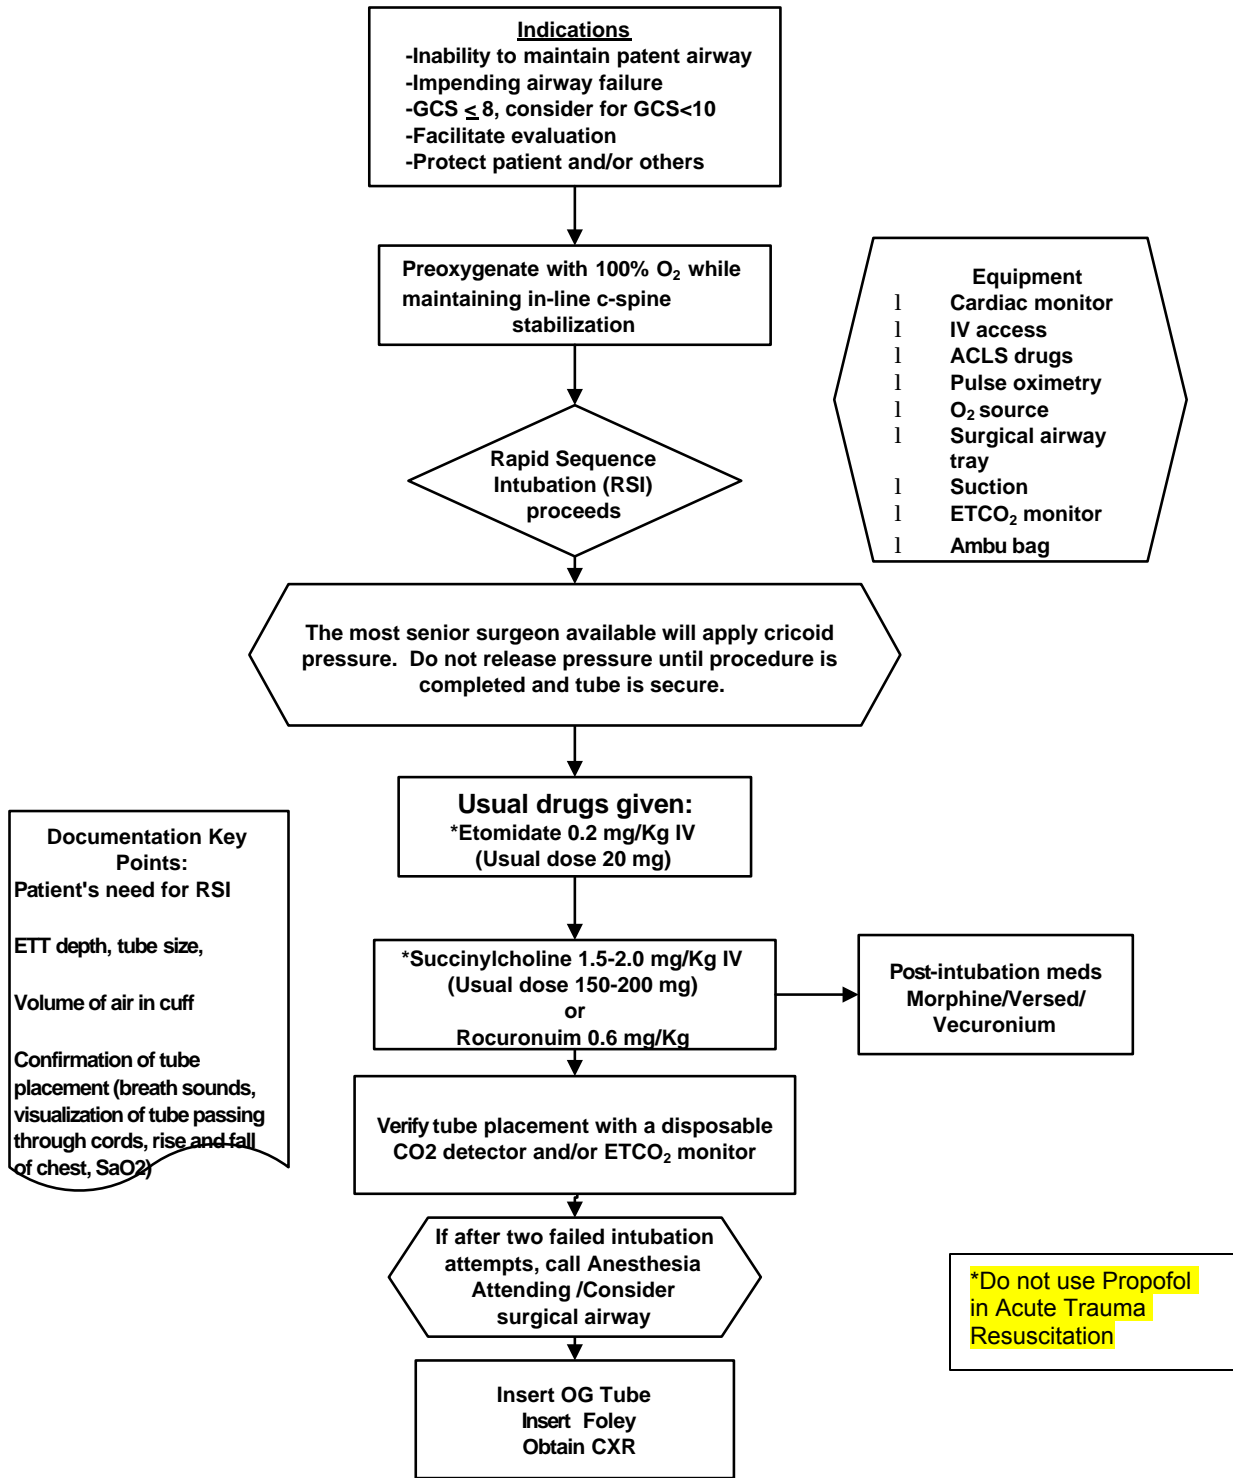 Indications
-Inability to maintain patent airway
-Impending airway failure
-GCS ≤ 8, consider for GCS<10
-Facilitate evaluation
-Protect patient and/or others
Preoxygenate with 100% O₂ while
maintaining in-line c-spine
stabilization
Equipment
l Cardiac monitor
l IV access
l ACLS drugs
l Pulse oximetry
l O₂ source
l Surgical airway
tray
l Suction
l ETCO₂ monitor
l Ambu bag
Rapid Sequence
Intubation (RSI)
proceeds
The most senior surgeon available will apply cricoid
pressure. Do not release pressure until procedure is
completed and tube is secure.
Usual drugs given:
*Etomidate 0.2 mg/Kg IV
(Usual dose 20 mg)
Documentation Key
Points:
Patient's need for RSI
ETT depth, tube size,
Volume of air in cuff
Confirmation of tube
placement (breath sounds,
visualization of tube passing
through cords, rise and fall
of chest, SaO2)
*Succinylcholine 1.5-2.0 mg/Kg IV
(Usual dose 150-200 mg)
or
Rocuronuim 0.6 mg/Kg
Post-intubation meds
Morphine/Versed/
Vecuronium
Verify tube placement with a disposable
CO2 detector and/or ETCO₂ monitor
If after two failed intubation
attempts, call Anesthesia
Attending /Consider
surgical airway
*Do not use Propofol
in Acute Trauma
Resuscitation
Insert OG Tube
Insert Foley
Obtain CXR